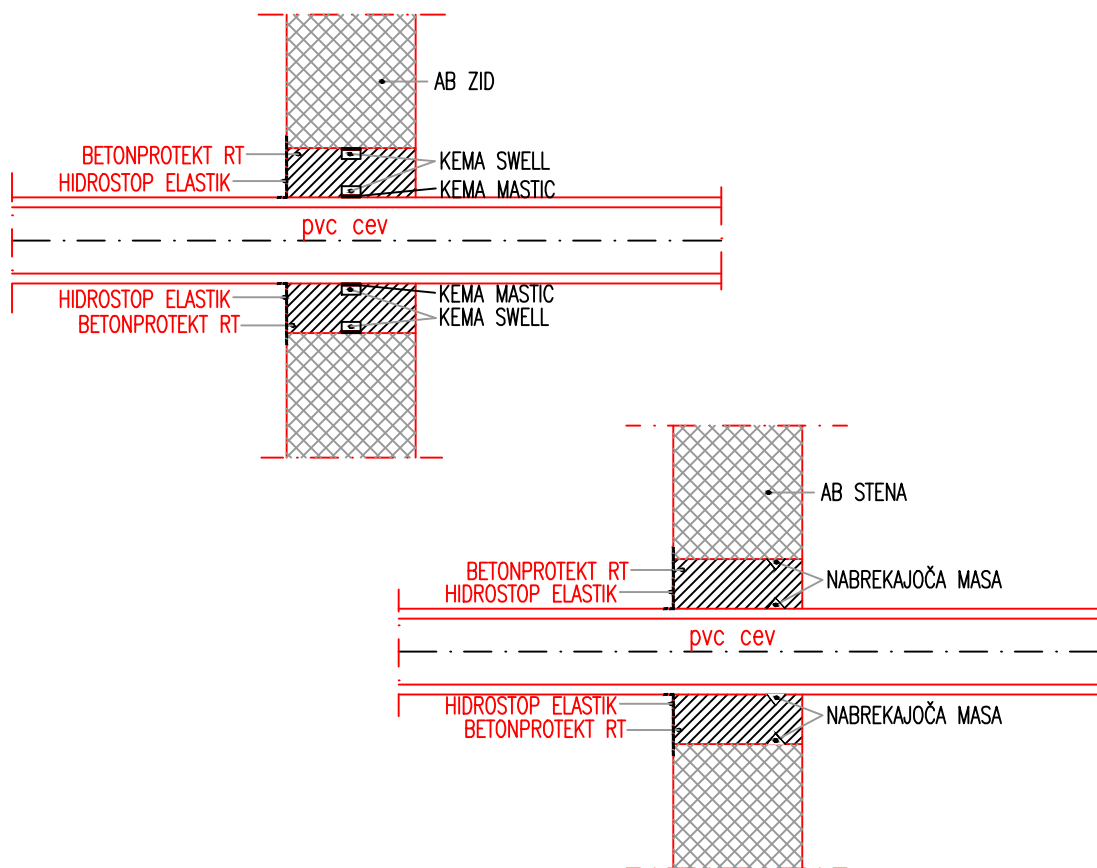 AB ZID
BETONPROTEKT RT
KEMA SWELL
HIDROSTOP ELASTIK
KEMA MASTIC
pvc cev
HIDROSTOP ELASTIK
KEMA MASTIC
BETONPROTEKT RT
KEMA SWELL
AB STENA
BETONPROTEKT RT
NABREKAJOČA MASA
HIDROSTOP ELASTIK
pvc cev
HIDROSTOP ELASTIK
NABREKAJOČA MASA
BETONPROTEKT RT